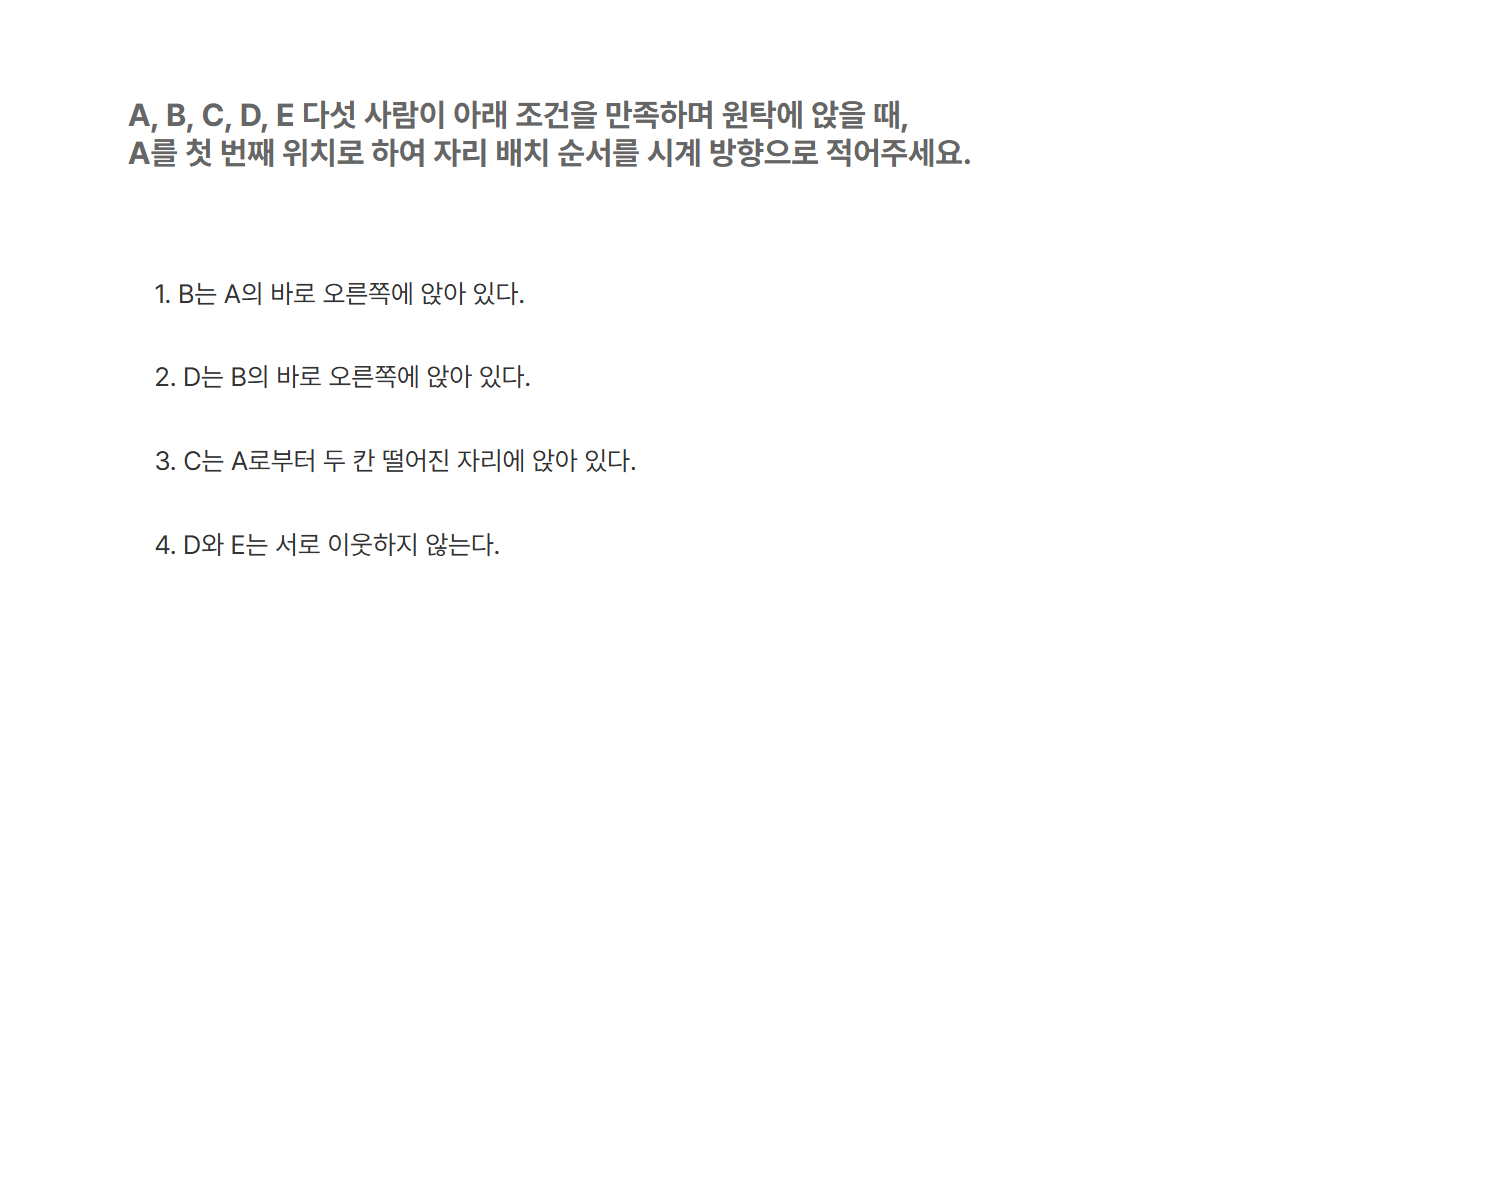 A, B, C, D, E 다섯 사람이 아래 조건을 만족하며 원탁에 앉을 때,
A를 첫 번째 위치로 하여 자리 배치 순서를 시계 방향으로 적어주세요.
1. B는 A의 바로 오른쪽에 앉아 있다.
2. D는 B의 바로 오른쪽에 앉아 있다.
3. C는 A로부터 두 칸 떨어진 자리에 앉아 있다.
4. D와 E는 서로 이웃하지 않는다.